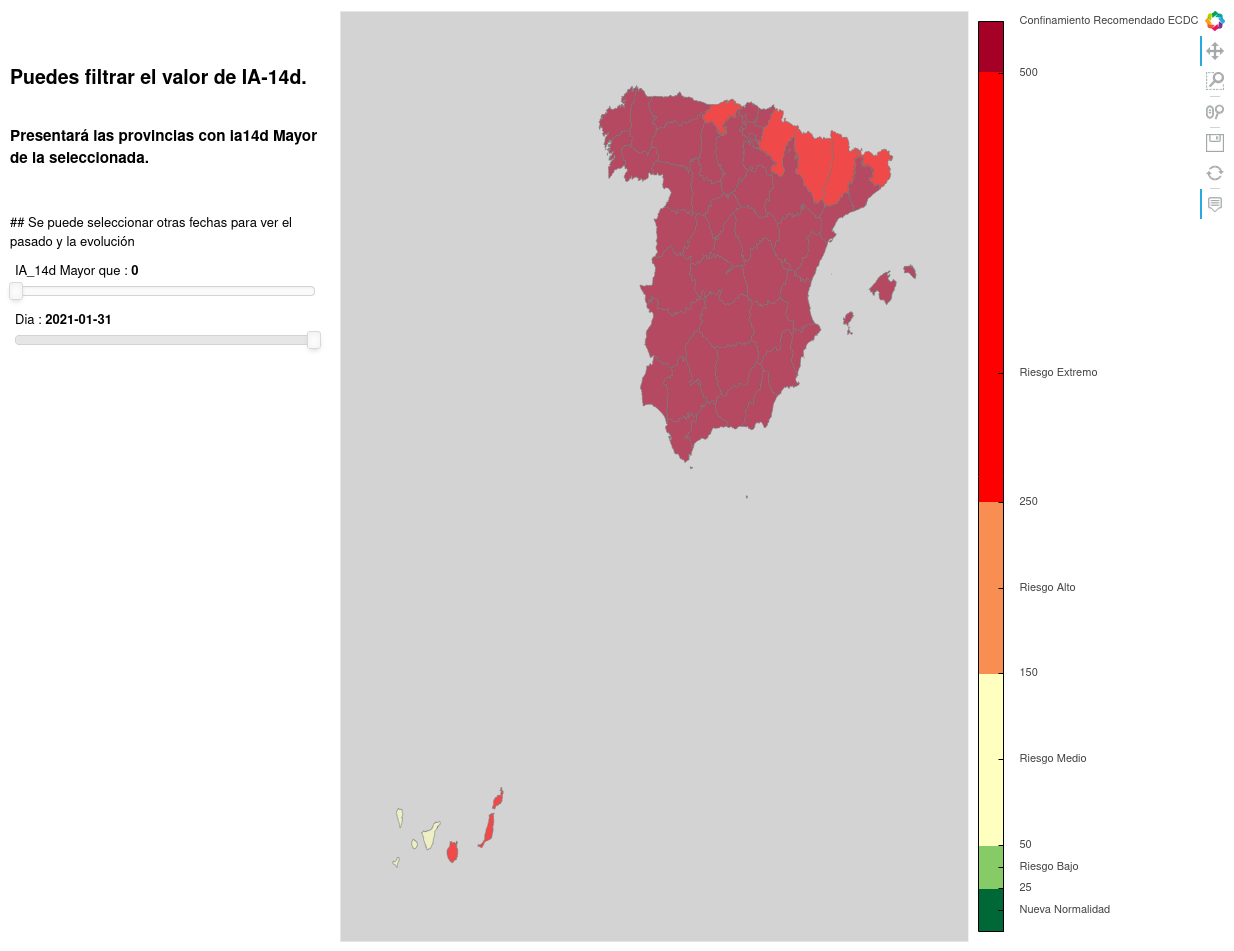 Puedes filtrar el valor de IA-14d.
Presentará las provincias con ia14d Mayor
de la seleccionada.
## Se puede seleccionar otras fechas para ver el
pasado y la evolución
IA_14d Mayor que : 0
Dia : 2021-01-31
Confinamiento Recomendado ECDC
500
Riesgo Extremo
250
Riesgo Alto
150
Riesgo Medio
50
Riesgo Bajo
25
Nueva Normalidad